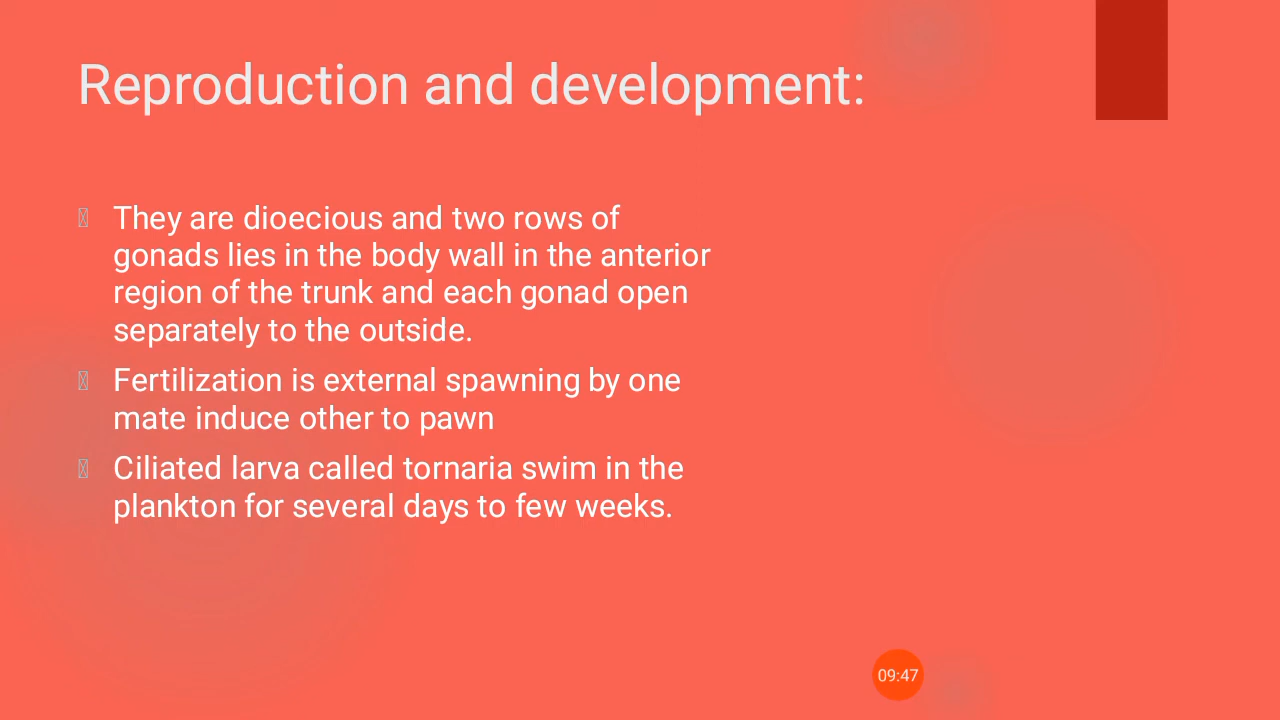 Reproduction and development:
They are dioecious and two rows of
gonads lies in the body wall in the anterior
region of the trunk and each gonad open
separately to the outside.
Fertilization is external spawning by one
mate induce other to pawn
Ciliated larva called tornaria swim in the
plankton for several days to few weeks.
09:47